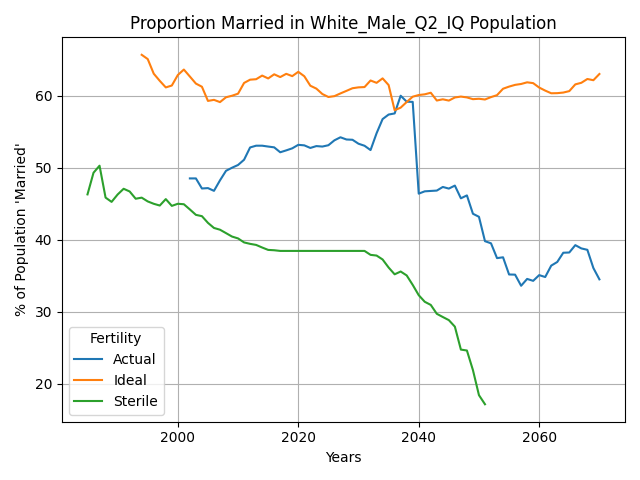 Proportion Married in White_Male_Q2_IQ Population
% of Population 'Married'
60
50
40
30
20
Fertility
Actual
Ideal
Sterile
2000 2020 2040 2060
Years